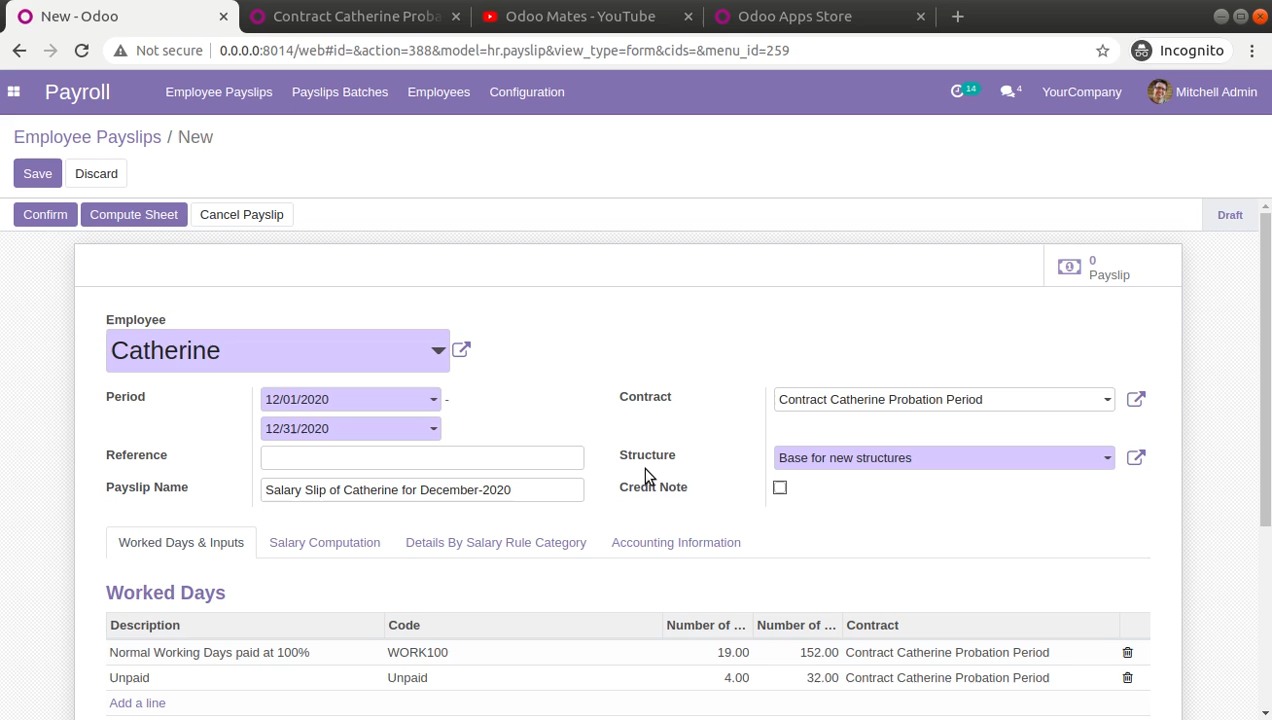 New - Odoo
Contract Catherine Proba
Odoo Mates - YouTube
Odoo Apps Store
Not secure
0.0.0.0:8014/web#id=&action=388&model=hr.payslip&view_type=form&cids=&menu_id=259
Incognito
Payroll
Employee Payslips
Payslips Batches
Employees
Configuration
14
4
YourCompany
Mitchell Admin
Employee Payslips / New
Save
Discard
Confirm
Compute Sheet
Cancel Payslip
Draft
0
Payslip
Employee
Catherine
Period
12/01/2020 -
12/31/2020
Contract
Contract Catherine Probation Period
Reference
Structure
Base for new structures
Payslip Name
Salary Slip of Catherine for December-2020
Credit Note
Worked Days & Inputs
Salary Computation
Details By Salary Rule Category
Accounting Information
Worked Days
Description Code Number of ... Number of ... Contract
Normal Working Days paid at 100% WORK100 19.00 152.00 Contract Catherine Probation Period
Unpaid Unpaid 4.00 32.00 Contract Catherine Probation Period
Add a line